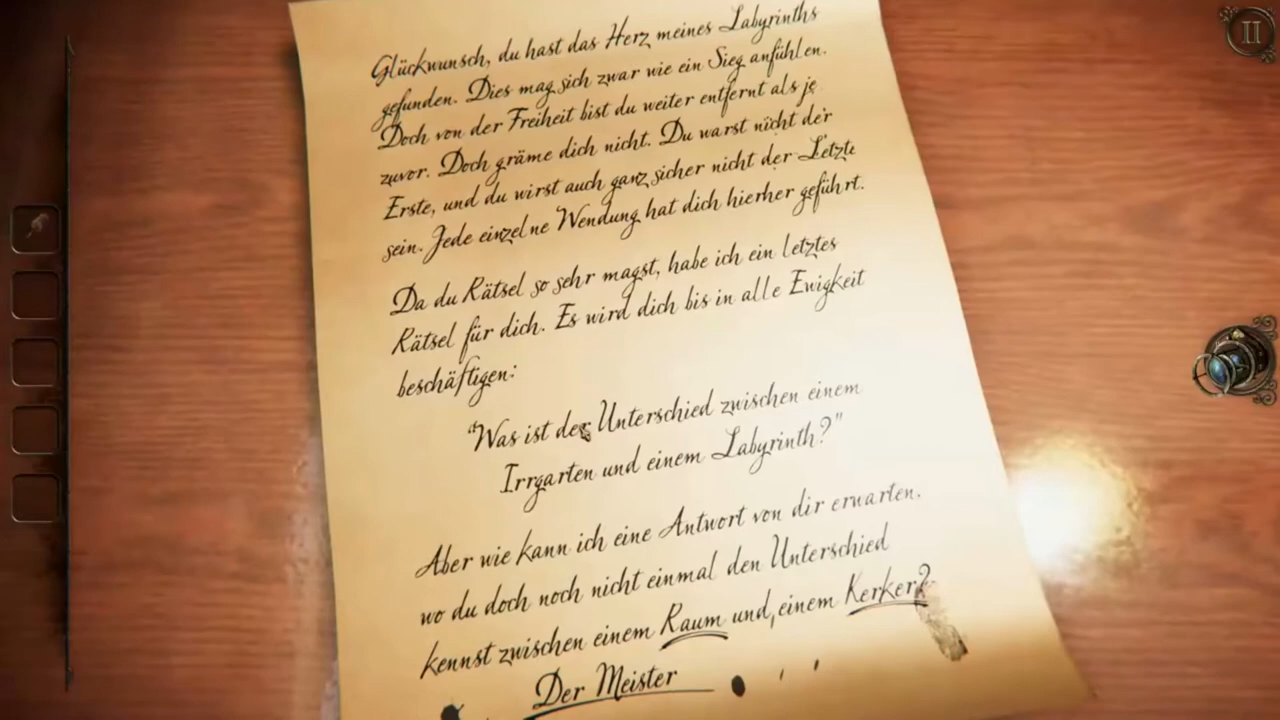 Glückwunsch, du hast das Herz meines Labyrinths
gefunden. Dies mag sich zwar wie ein Sieg anfühlen.
Doch von der Freiheit bist du weiter entfernt als je
zuvor. Doch gräme dich nicht. Du warst nicht der
Erste, und du wirst auch ganz sicher nicht der Letzte
sein. Jede einzelne Wendung hat dich hierher geführt.
Da du Rätsel so sehr magst, habe ich ein letztes
Rätsel für dich. Es wird dich bis in alle Ewigkeit
beschäftigen:
"Was ist der Unterschied zwischen einem
Irrgarten und einem Labyrinth?"
Aber wie kann ich eine Antwort von dir erwarten,
wo du doch noch nicht einmal den Unterschied
kennst zwischen einem Raum und einem Kerker?
Der Meister
II